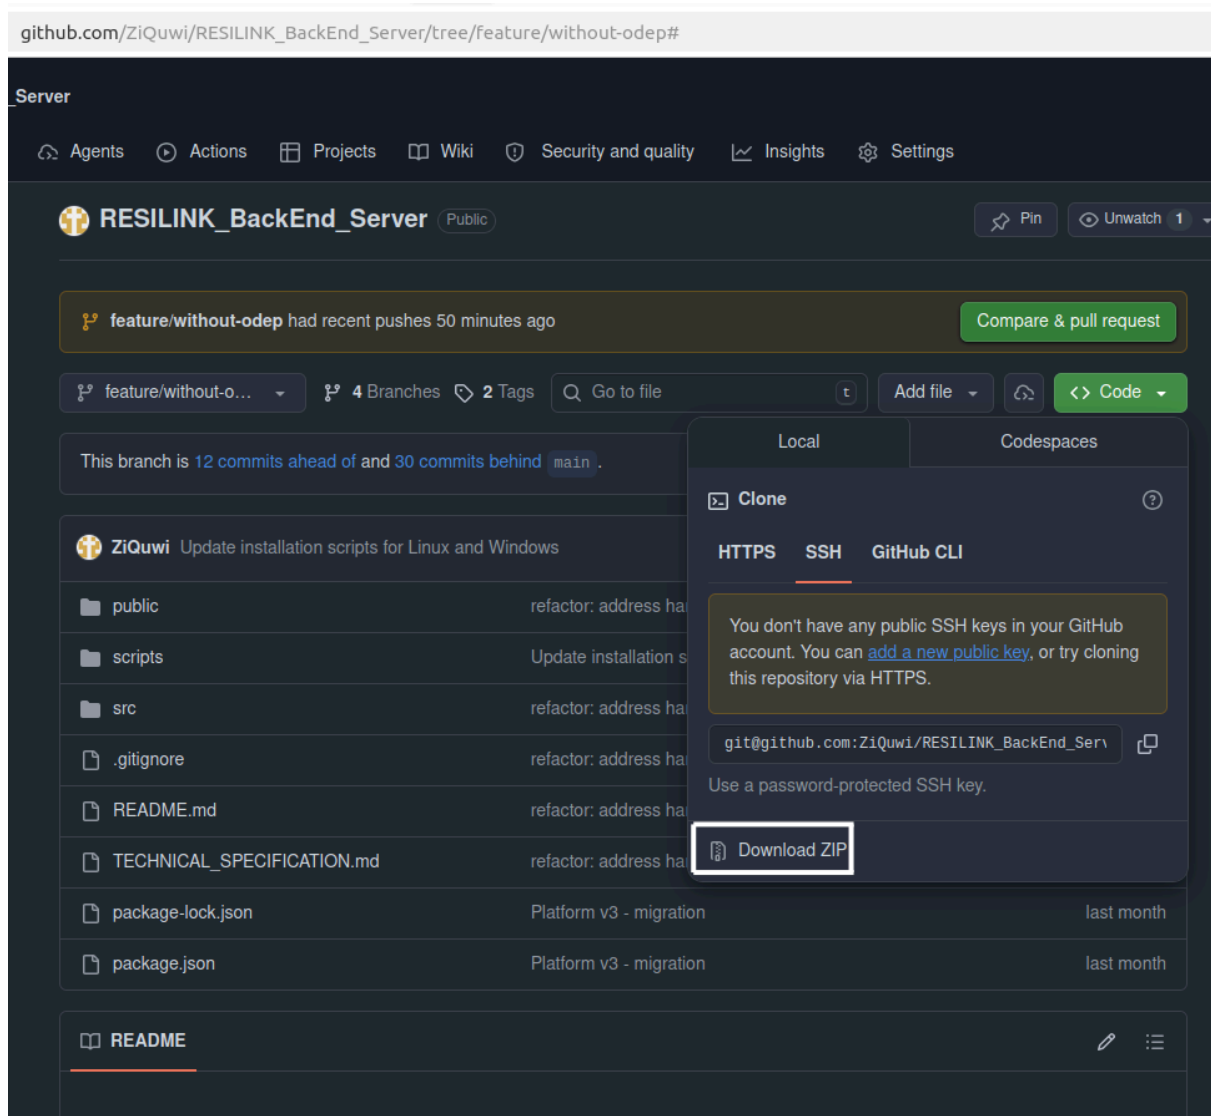 github.com/ZiQuwi/RESILINK_BackEnd_Server/tree/feature/without-odep#
_Server
Agents Actions Projects Wiki Security and quality Insights Settings
RESILINK_BackEnd_Server Public Pin Unwatch 1
feature/without-odep had recent pushes 50 minutes ago Compare & pull request
feature/without-o... 4 Branches 2 Tags Go to file t Add file <> Code
Local Codespaces
This branch is 12 commits ahead of and 30 commits behind main .
Clone
ZiQuwi Update installation scripts for Linux and Windows
HTTPS SSH GitHub CLI
public refactor: address ha
You don't have any public SSH keys in your GitHub
account. You can add a new public key, or try cloning
this repository via HTTPS.
scripts Update installation s
src refactor: address ha
git@github.com:ZiQuwi/RESILINK_BackEnd_Serv
.gitignore refactor: address ha
Use a password-protected SSH key.
README.md refactor: address ha
Download ZIP
TECHNICAL_SPECIFICATION.md refactor: address ha
package-lock.json Platform v3 - migration last month
package.json Platform v3 - migration last month
README